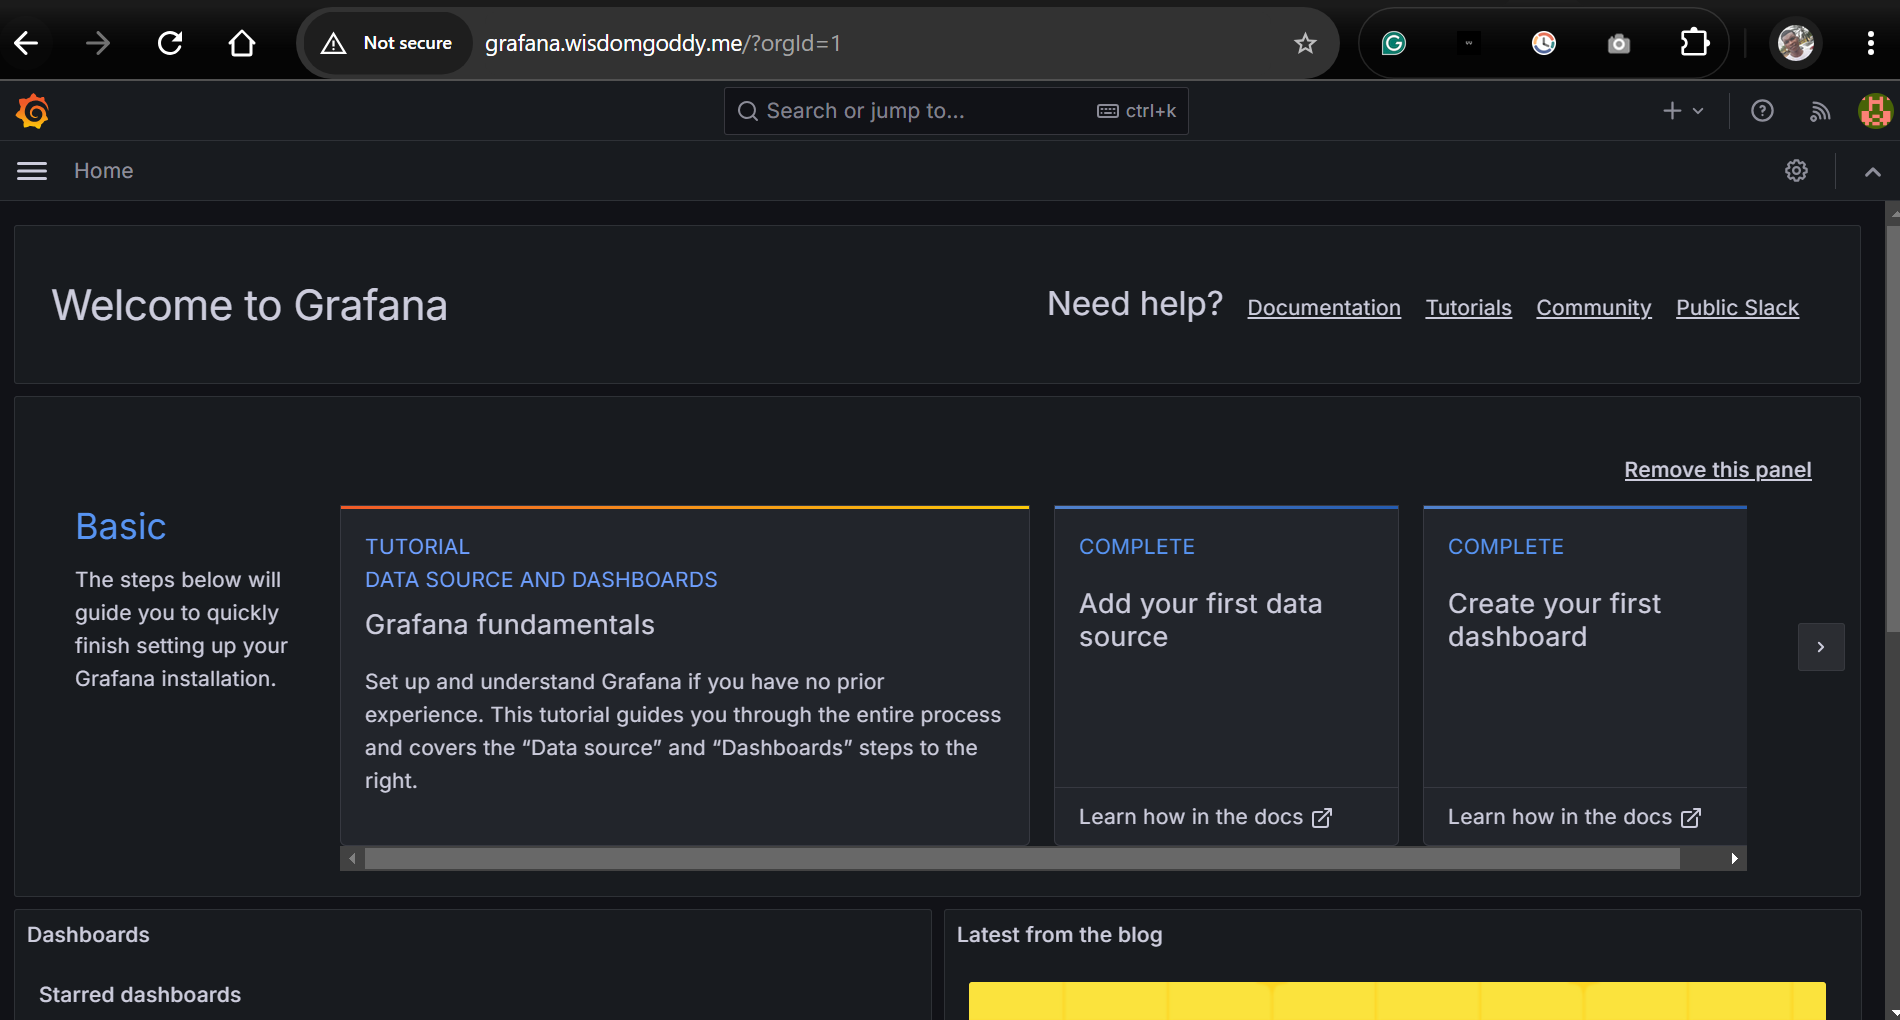 Not secure
grafana.wisdomgoddy.me/?orgId=1
Search or jump to...
ctrl+k
Home
Welcome to Grafana
Need help?
Documentation
Tutorials
Community
Public Slack
Remove this panel
Basic
The steps below will
guide you to quickly
finish setting up your
Grafana installation.
TUTORIAL
DATA SOURCE AND DASHBOARDS
Grafana fundamentals
Set up and understand Grafana if you have no prior
experience. This tutorial guides you through the entire process
and covers the “Data source” and “Dashboards” steps to the
right.
COMPLETE
Add your first data
source
Learn how in the docs
COMPLETE
Create your first
dashboard
Learn how in the docs
Dashboards
Starred dashboards
Latest from the blog